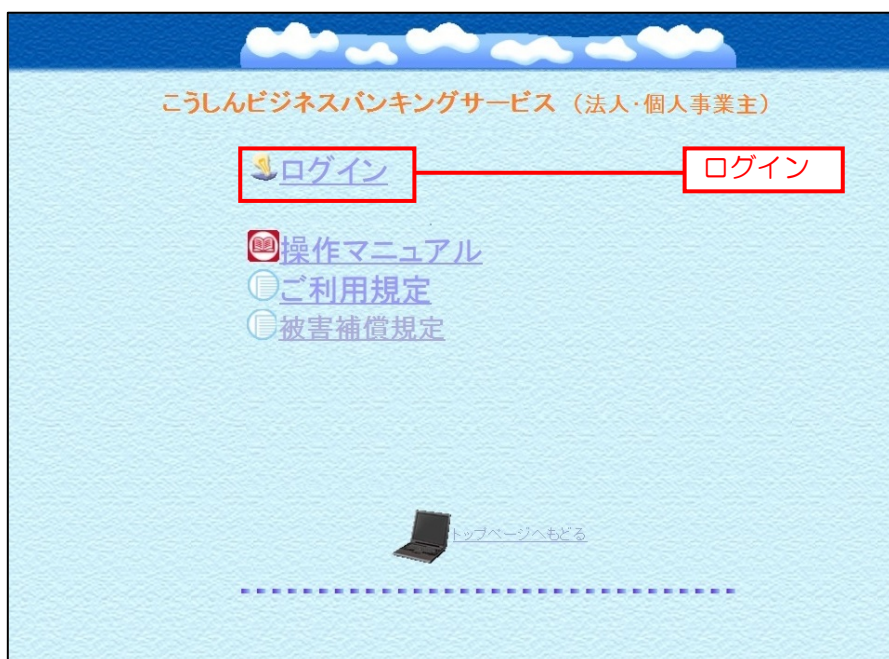 こうしんビジネスバンキングサービス（法人・個人事業主）
ログイン
ログイン
操作マニュアル
ご利用規定
被害補償規定
トップページへもどる